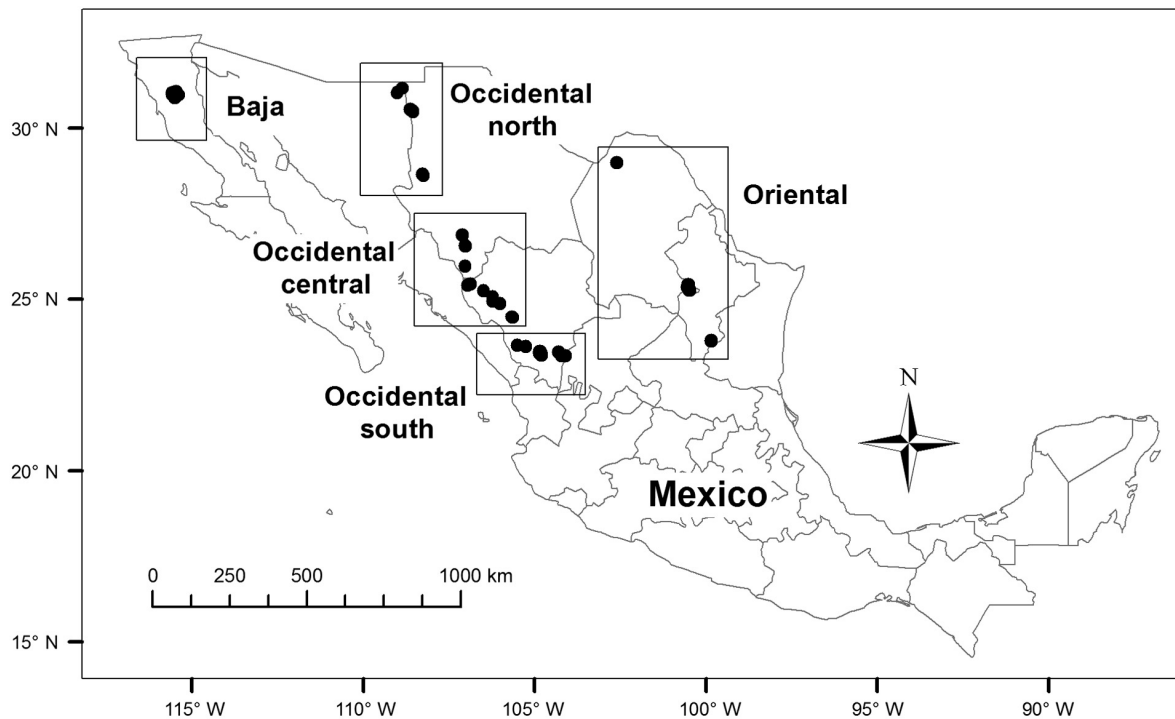 Baja
Occidental
north
30° N
Oriental
Occidental
central
25° N
Occidental
south
N
20° N
Mexico
0 250 500 1000 km
15° N
115° W 110° W 105° W 100° W 95° W 90° W